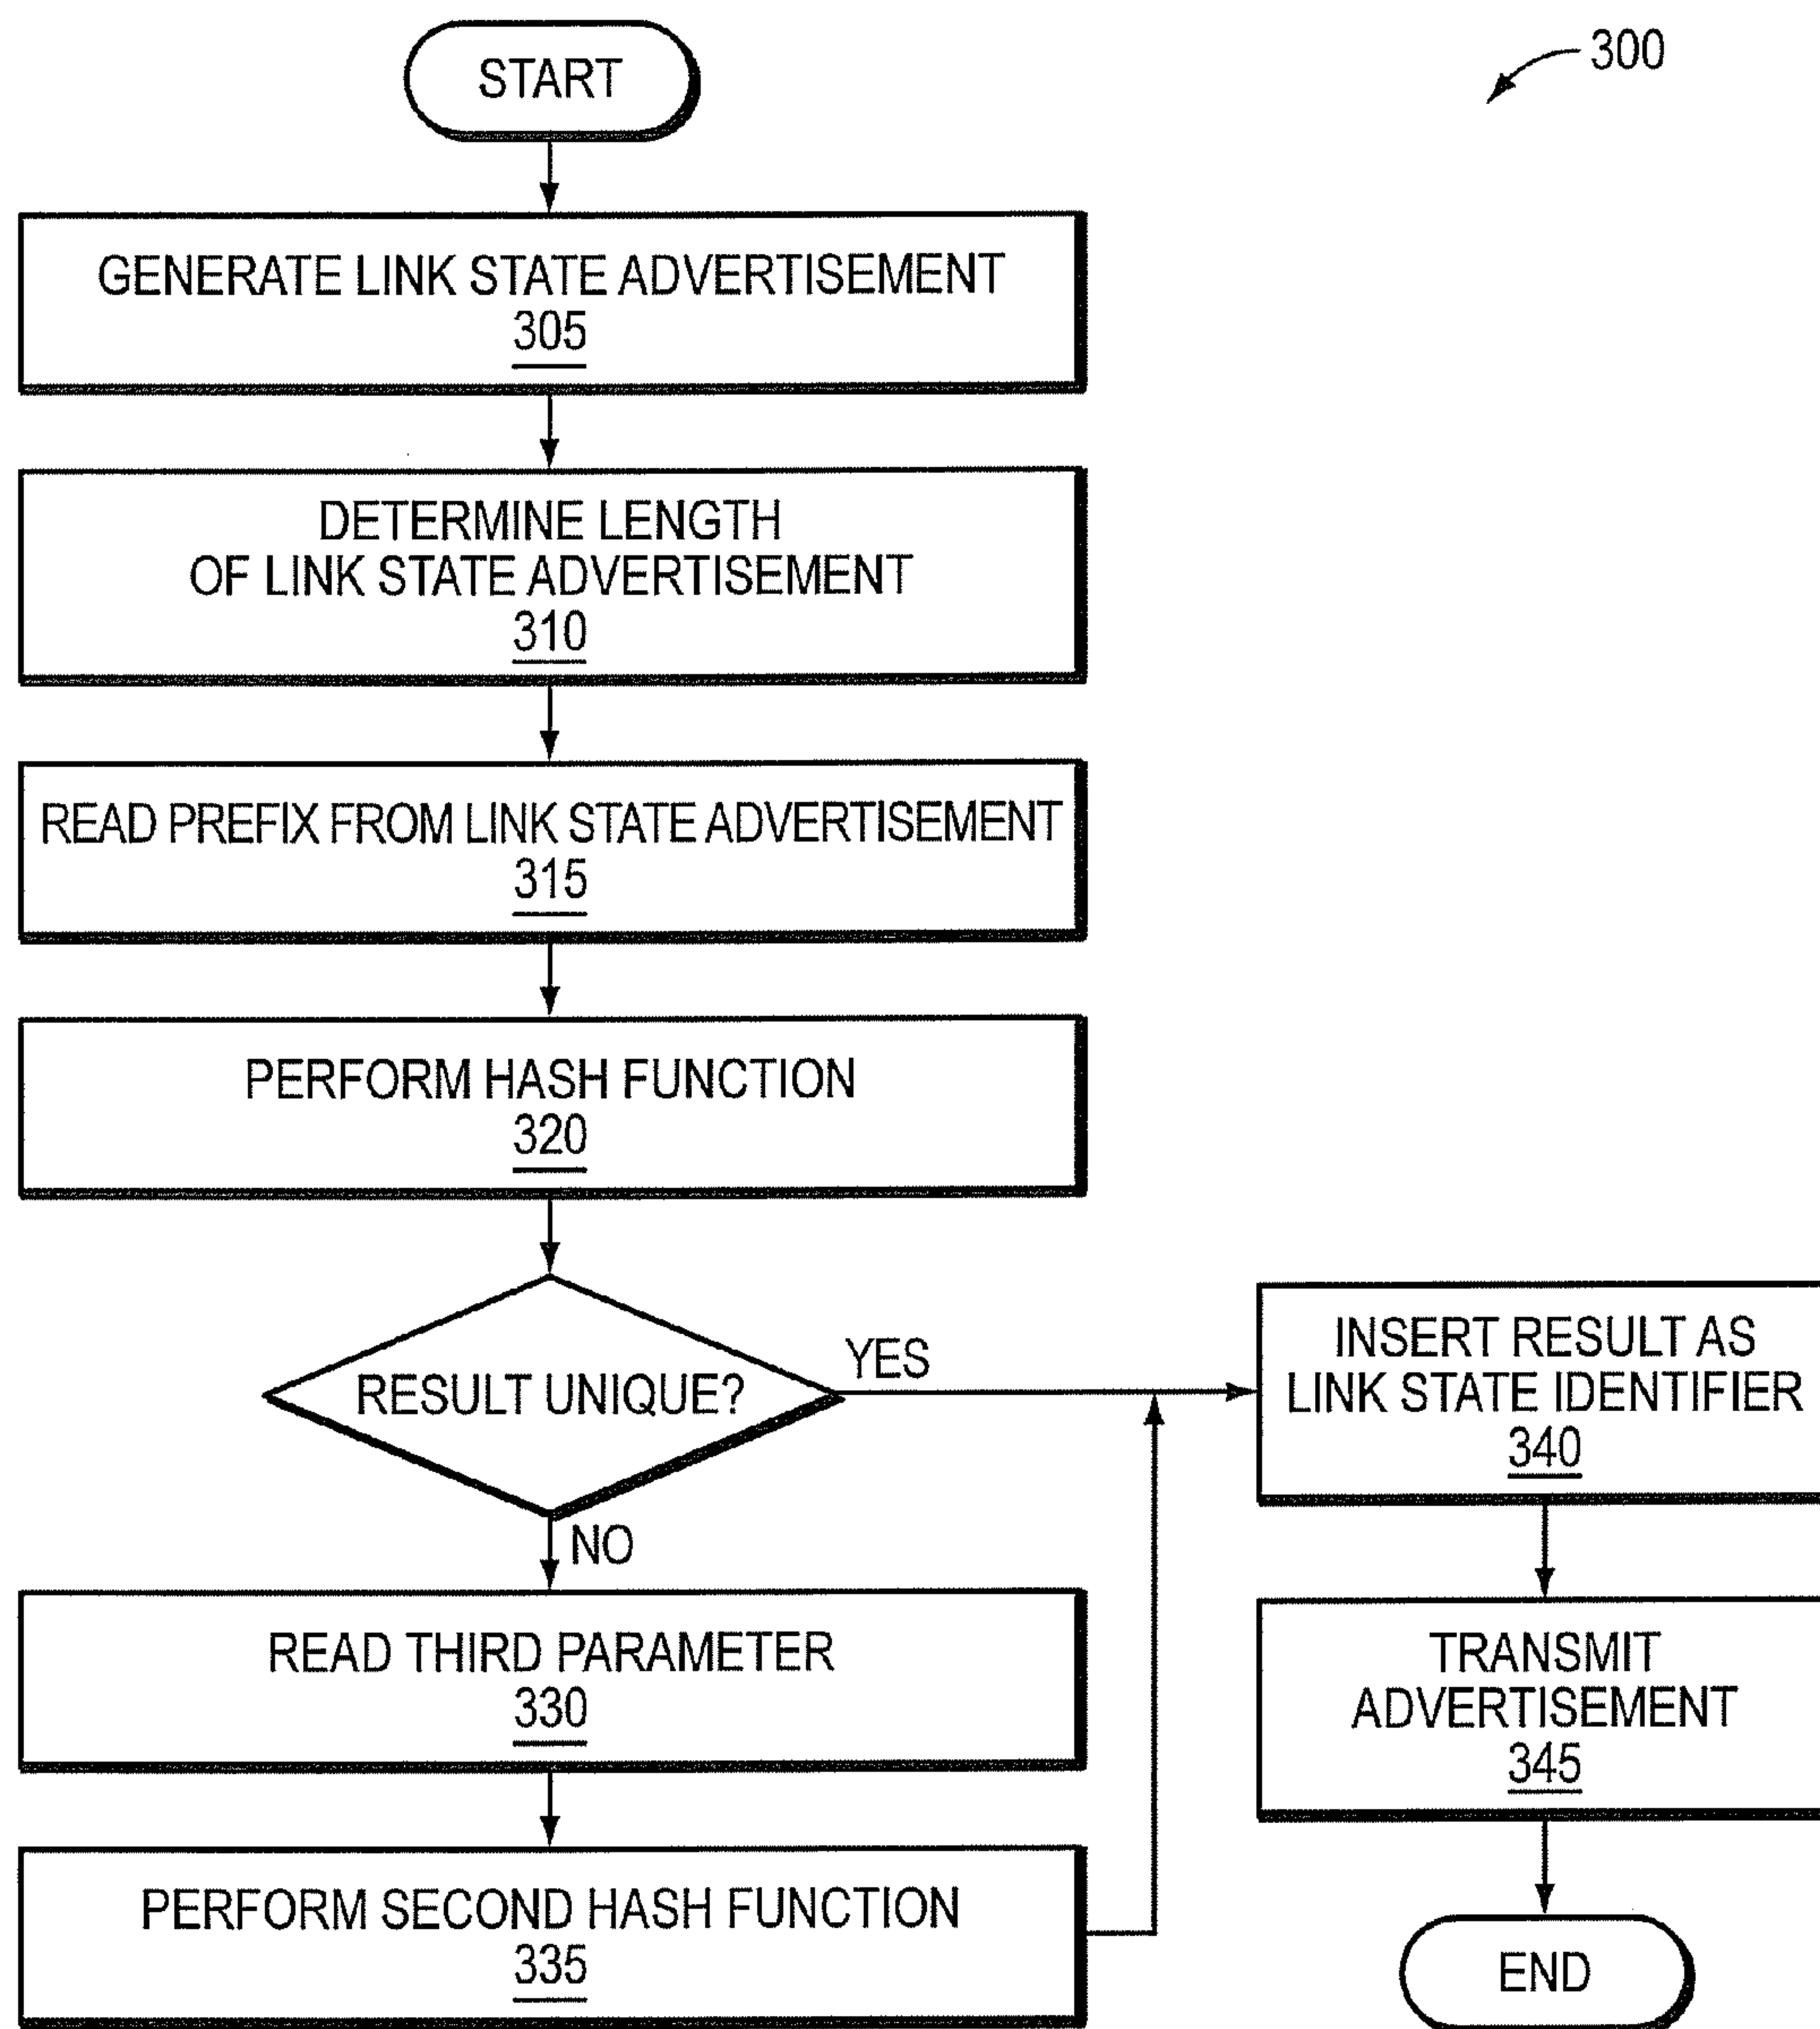 START
300
GENERATE LINK STATE ADVERTISEMENT
305
DETERMINE LENGTH
OF LINK STATE ADVERTISEMENT
310
READ PREFIX FROM LINK STATE ADVERTISEMENT
315
PERFORM HASH FUNCTION
320
RESULT UNIQUE?
YES
NO
READ THIRD PARAMETER
330
PERFORM SECOND HASH FUNCTION
335
INSERT RESULT AS
LINK STATE IDENTIFIER
340
TRANSMIT
ADVERTISEMENT
345
END